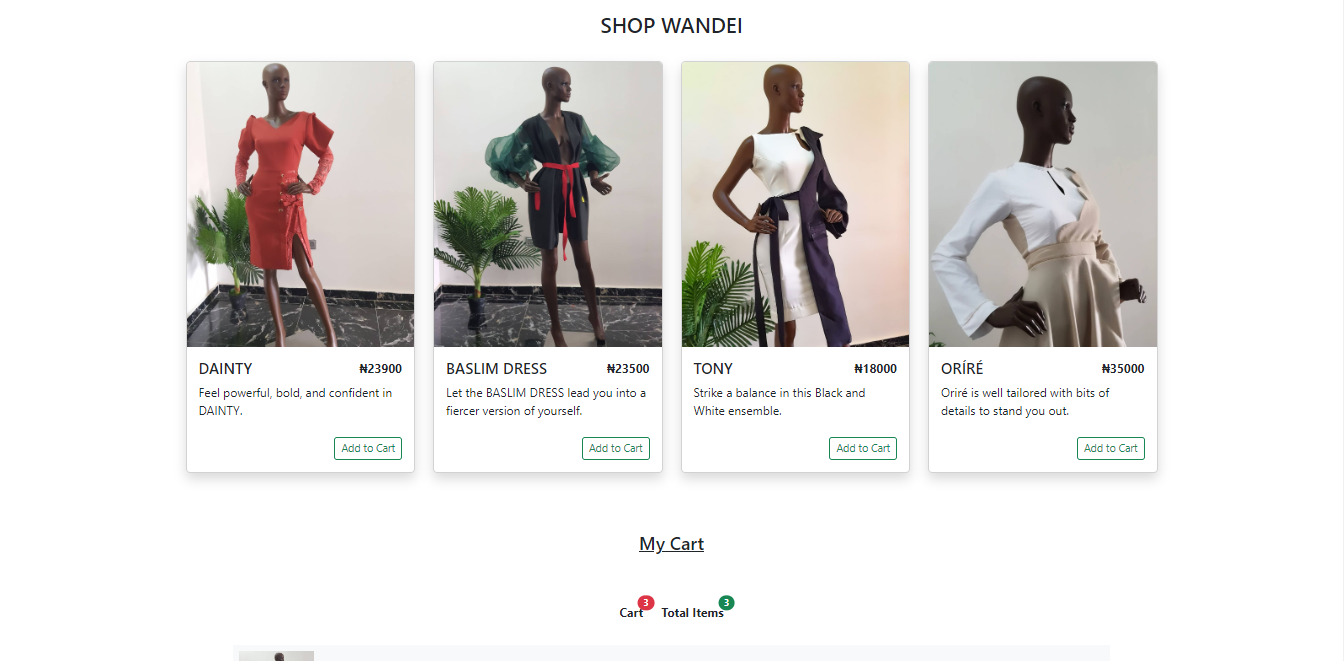 SHOP WANDEI
DAINTY ₦23900
Feel powerful, bold, and confident in
DAINTY.
Add to Cart
BASLIM DRESS ₦23500
Let the BASLIM DRESS lead you into a
fiercer version of yourself.
Add to Cart
TONY ₦18000
Strike a balance in this Black and
White ensemble.
Add to Cart
ORÍRÉ ₦35000
Oriré is well tailored with bits of
details to stand you out.
Add to Cart
My Cart
Cart 3 Total Items 3